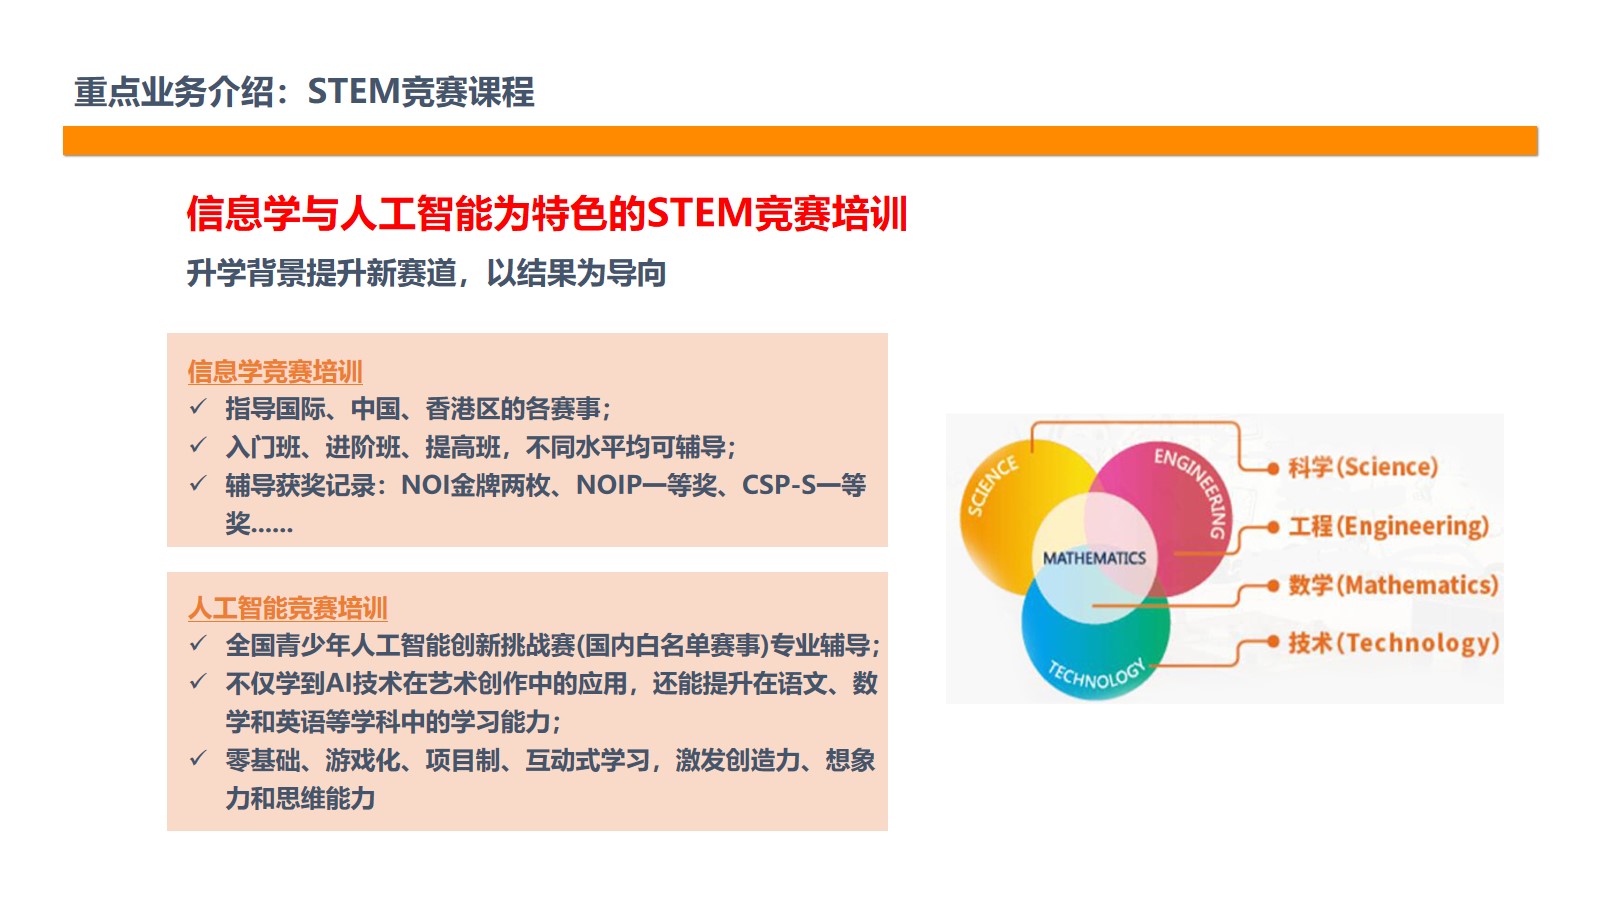 重点业务介绍：STEM竞赛课程
信息学与人工智能为特色的STEM竞赛培训
升学背景提升新赛道，以结果为导向
信息学竞赛培训
✓ 指导国际、中国、香港区的各赛事；
✓ 入门班、进阶班、提高班，不同水平均可辅导；
✓ 辅导获奖记录：NOI金牌两枚、NOIP一等奖、CSP-S一等
奖......
人工智能竞赛培训
✓ 全国青少年人工智能创新挑战赛(国内白名单赛事)专业辅导；
✓ 不仅学到AI技术在艺术创作中的应用，还能提升在语文、数
学和英语等学科中的学习能力；
✓ 零基础、游戏化、项目制、互动式学习，激发创造力、想象
力和思维能力
SCIENCE
ENGINEERING
MATHEMATICS
TECHNOLOGY
科学(Science)
工程(Engineering)
数学(Mathematics)
技术(Technology)